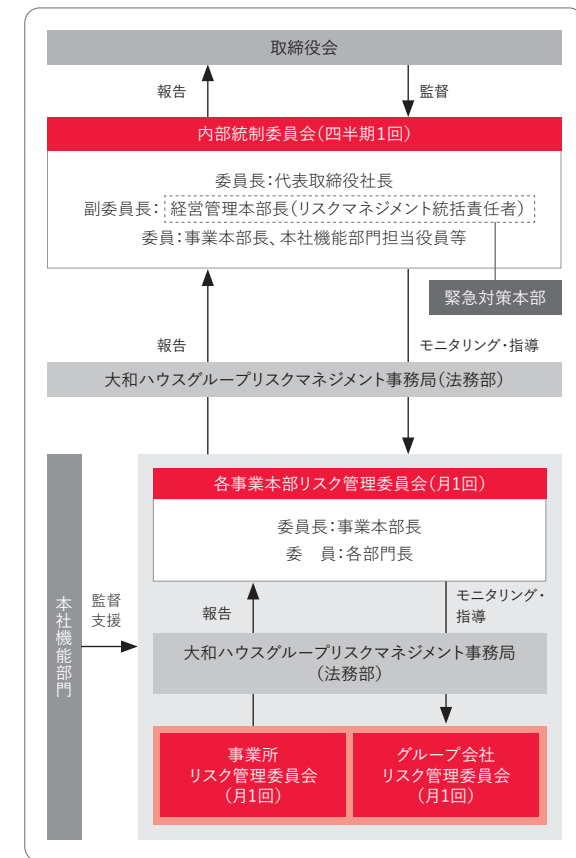 取締役会
報告
監督
内部統制委員会(四半期1回)
委員長:代表取締役社長
副委員長:経営管理本部長(リスクマネジメント統括責任者)
委員:事業本部長、本社機能部門担当役員等
緊急対策本部
報告
モニタリング・指導
大和ハウスグループリスクマネジメント事務局(法務部)
各事業本部リスク管理委員会(月1回)
委員長:事業本部長
委　員:各部門長
本社機能部門
監督
支援
報告
モニタリング・
指導
大和ハウスグループリスクマネジメント事務局
(法務部)
事業所
リスク管理委員会
(月1回)
グループ会社
リスク管理委員会
(月1回)